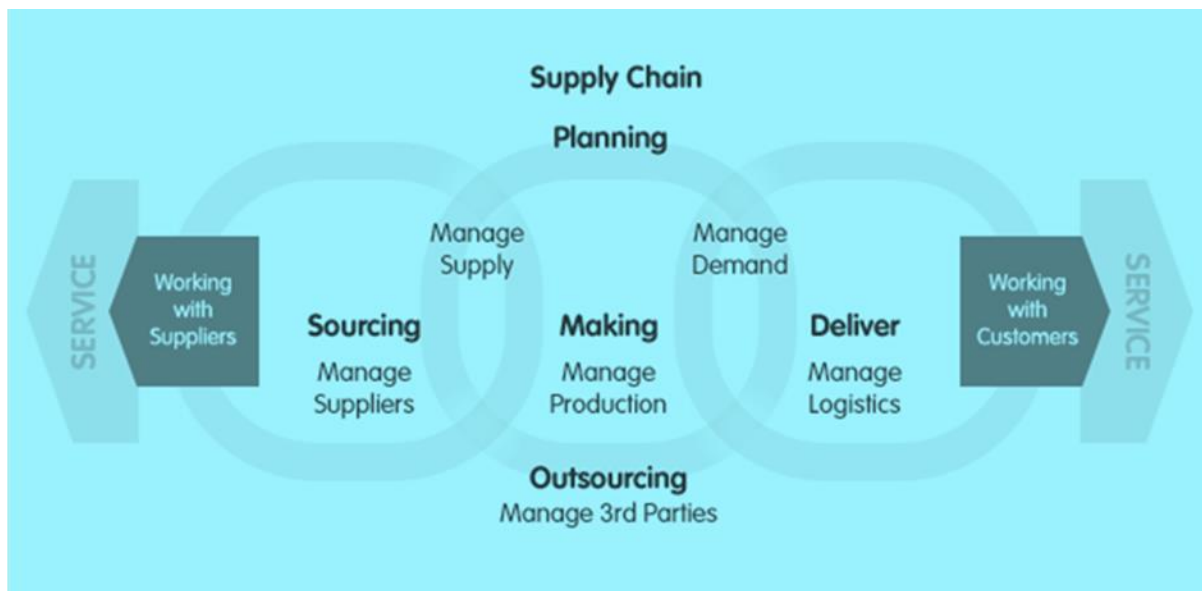 Supply Chain
Planning
Manage
Supply
Manage
Demand
SERVICE
Working
with
Suppliers
Sourcing
Manage
Suppliers
Making
Manage
Production
Deliver
Manage
Logistics
Working
with
Customers
SERVICE
Outsourcing
Manage 3rd Parties